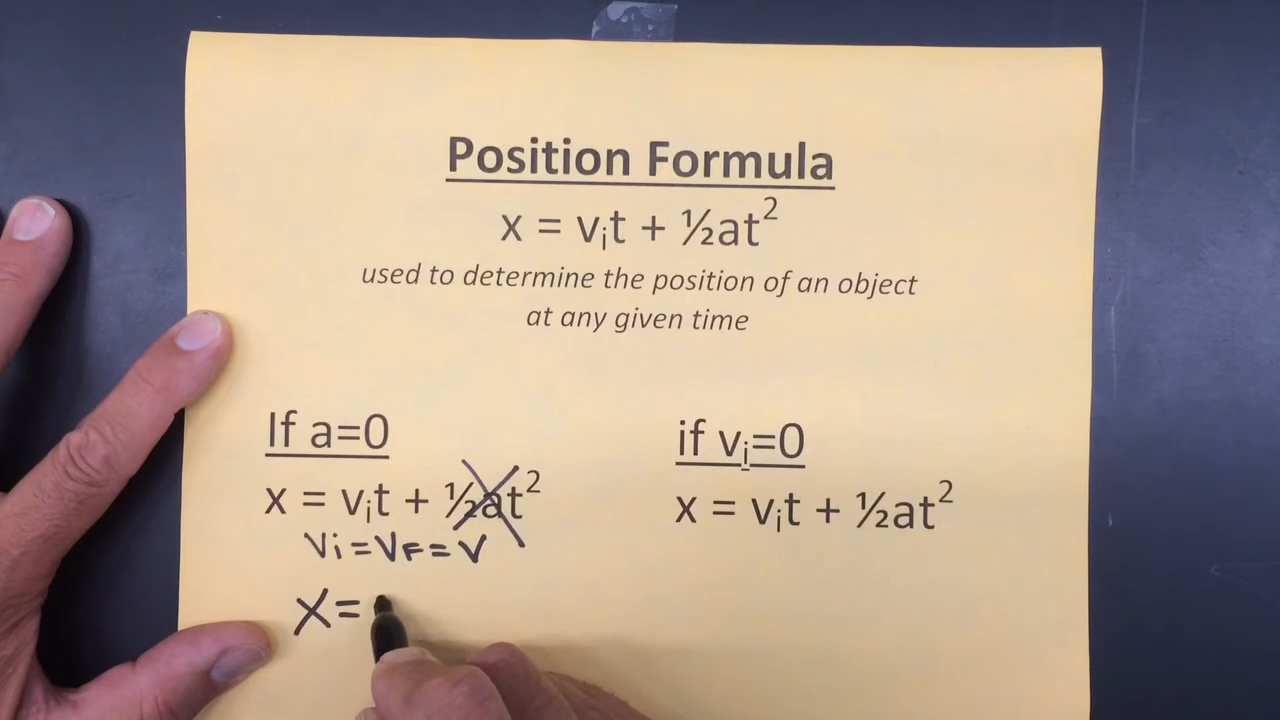 Position Formula
x = vᵢt + ½at²
used to determine the position of an object
at any given time
If a=0
x = vᵢt + ½at²
Vi = VF = V
X=
if vᵢ=0
x = vᵢt + ½at²